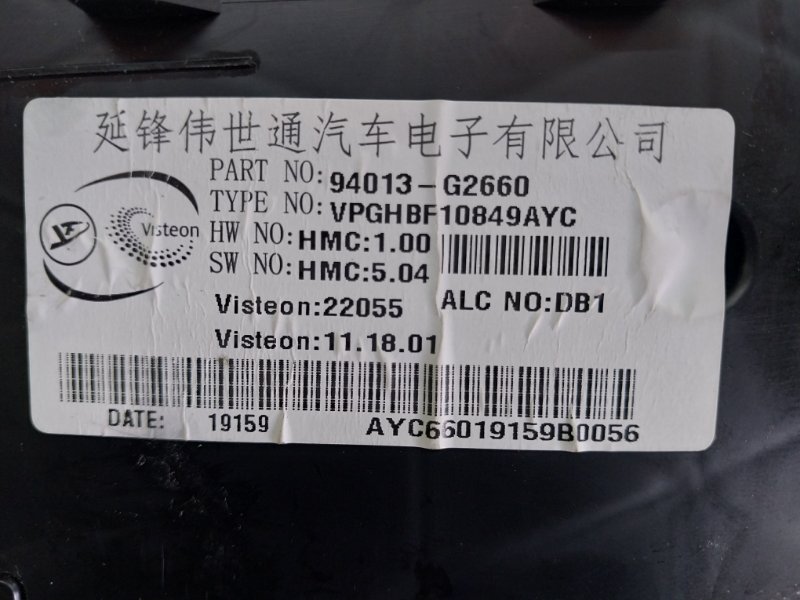 延锋伟世通汽车电子有限公司
PART NO:94013-G2660
TYPE NO:VPGHBF10849AYC
HW NO:HMC:1.00
SW NO:HMC:5.04
Visteon
Visteon:22055 ALC NO:DB1
Visteon:11.18.01
DATE: 19159 AYC66019159B0056